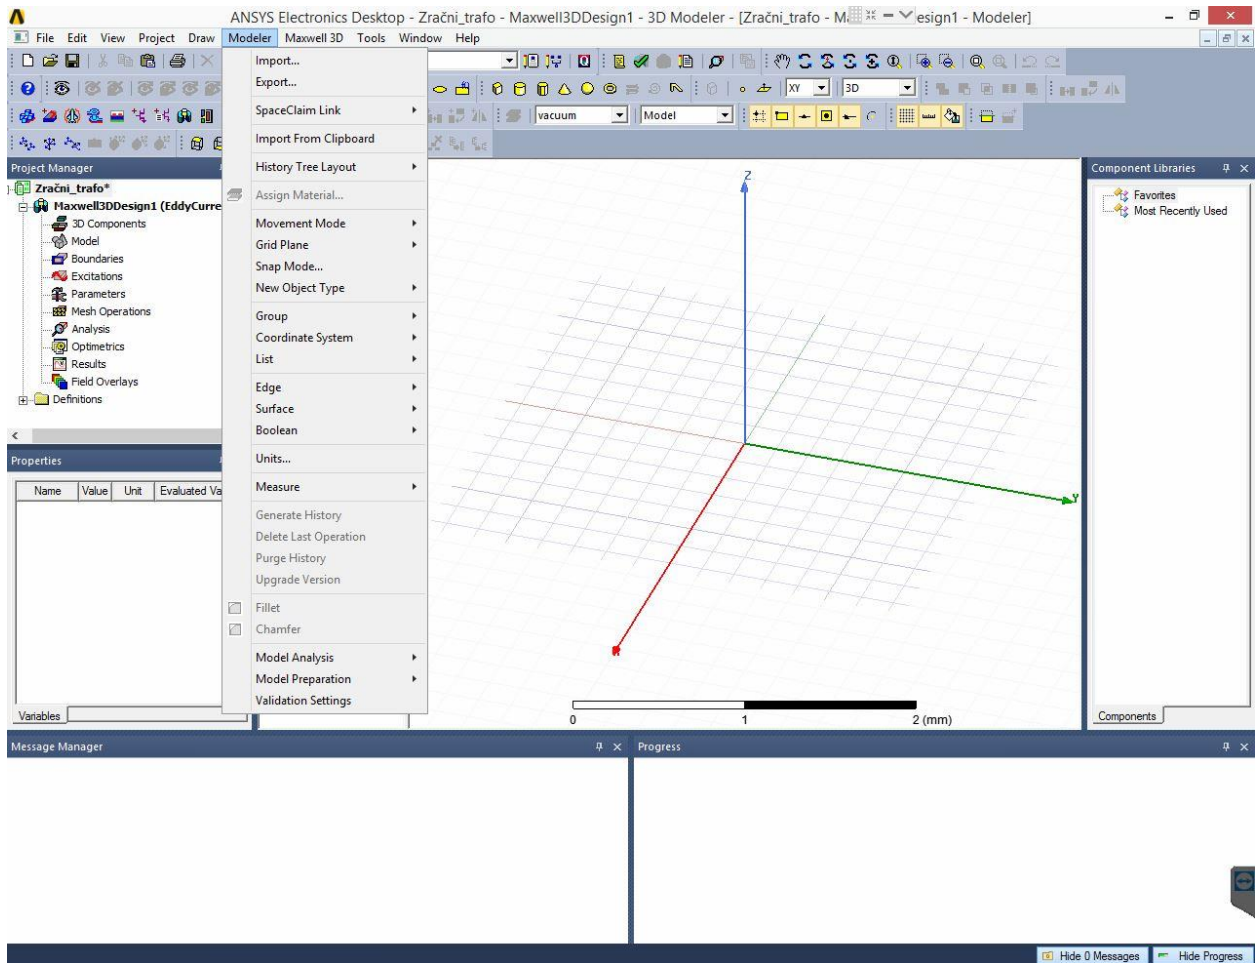 ANSYS Electronics Desktop - Zračni_trafo - Maxwell3DDesign1 - 3D Modeler - [Zračni_trafo - M esign1 - Modeler]
File Edit View Project Draw Modeler Maxwell 3D Tools Window Help
XY 3D
vacuum Model
Import...
Export...
SpaceClaim Link
Import From Clipboard
History Tree Layout
Assign Material...
Movement Mode
Grid Plane
Snap Mode...
New Object Type
Group
Coordinate System
List
Edge
Surface
Boolean
Units...
Measure
Generate History
Delete Last Operation
Purge History
Upgrade Version
Fillet
Chamfer
Model Analysis
Model Preparation
Validation Settings
Project Manager
Zračni_trafo*
Maxwell3DDesign1 (EddyCurre
3D Components
Model
Boundaries
Excitations
Parameters
Mesh Operations
Analysis
Optimetrics
Results
Field Overlays
Definitions
Properties
Name Value Unit Evaluated Va
Variables
Z
Y
0 1 2 (mm)
Component Libraries
Favorites
Most Recently Used
Components
Message Manager
Progress
Hide 0 Messages Hide Progress